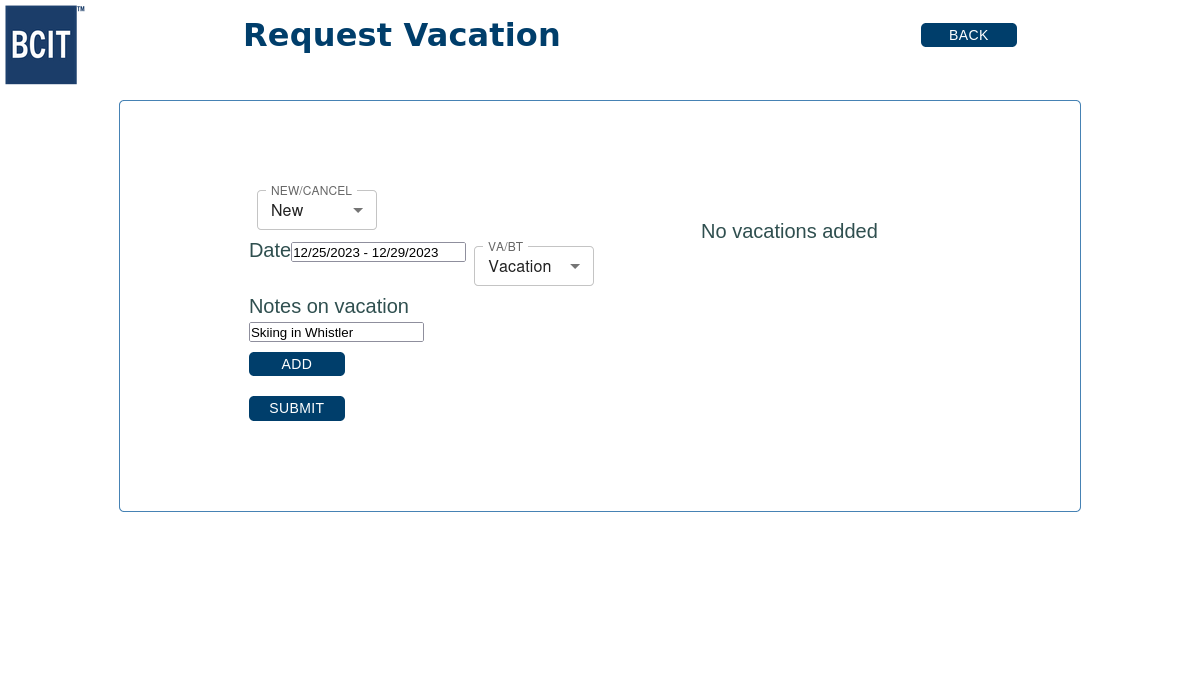 BCIT™
Request Vacation
BACK
NEW/CANCEL
New
No vacations added
Date 12/25/2023 - 12/29/2023
VA/BT
Vacation
Notes on vacation
Skiing in Whistler
ADD
SUBMIT